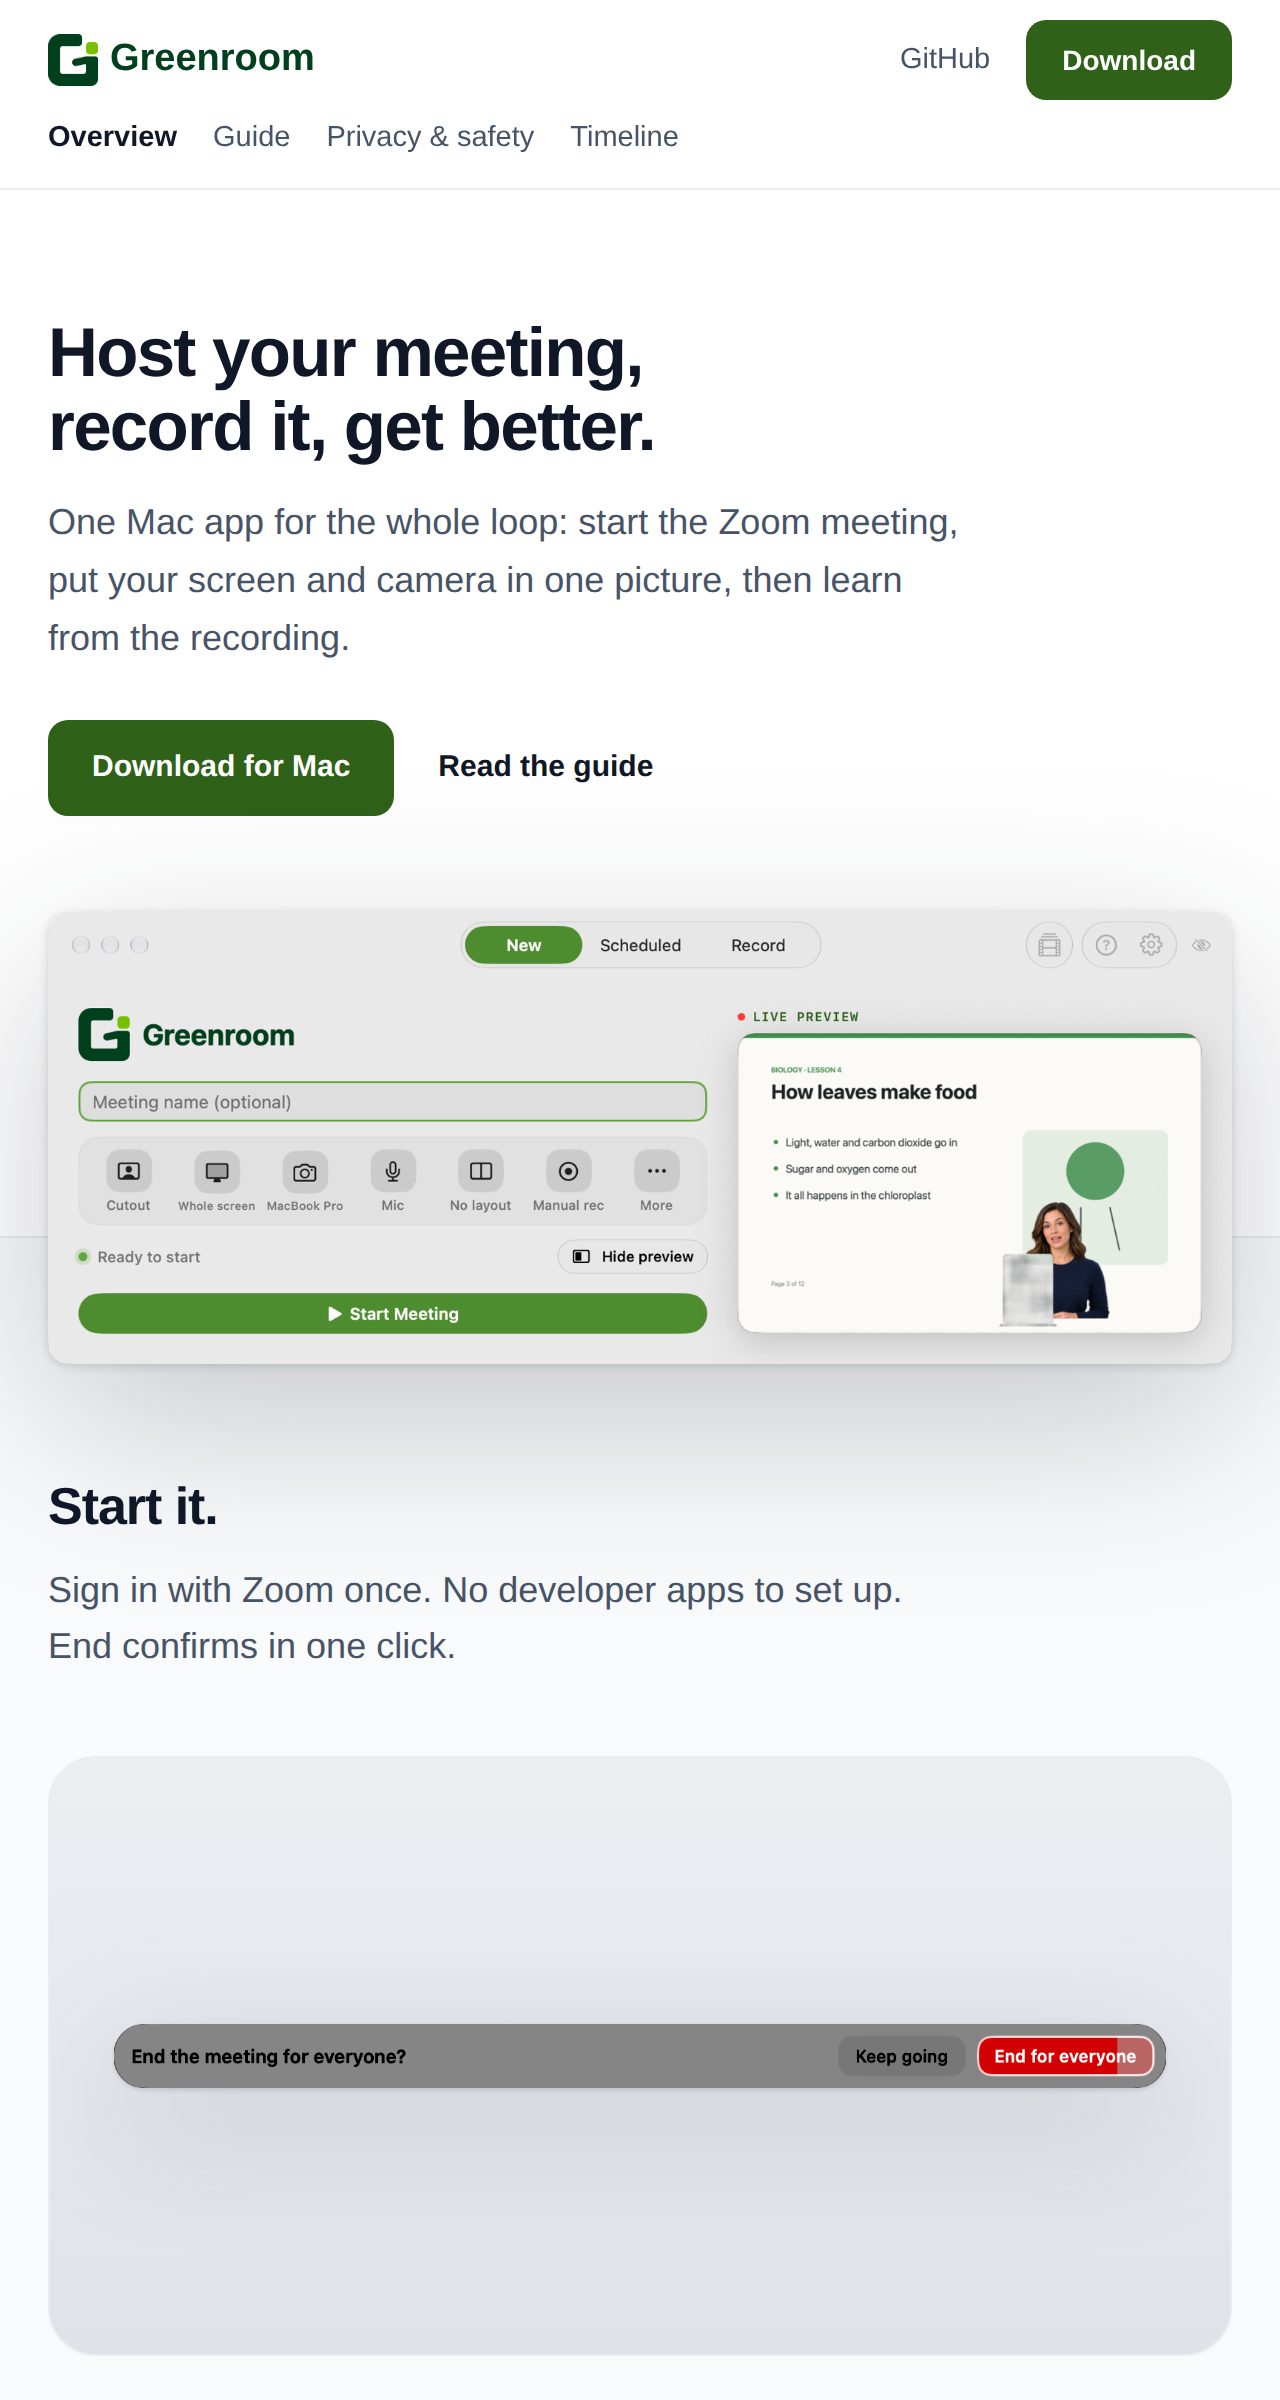 Greenroom
GitHub
Download
Overview
Guide
Privacy & safety
Timeline
Host your meeting,
record it, get better.
One Mac app for the whole loop: start the Zoom meeting,
put your screen and camera in one picture, then learn
from the recording.
Download for Mac
Read the guide
New
Scheduled
Record
Greenroom
Meeting name (optional)
Cutout
Whole screen
MacBook Pro
Mic
No layout
Manual rec
More
Ready to start
Hide preview
Start Meeting
LIVE PREVIEW
BIOLOGY · LESSON 4
How leaves make food
Light, water and carbon dioxide go in
Sugar and oxygen come out
It all happens in the chloroplast
Page 3 of 12
Start it.
Sign in with Zoom once. No developer apps to set up.
End confirms in one click.
End the meeting for everyone?
Keep going
End for everyone